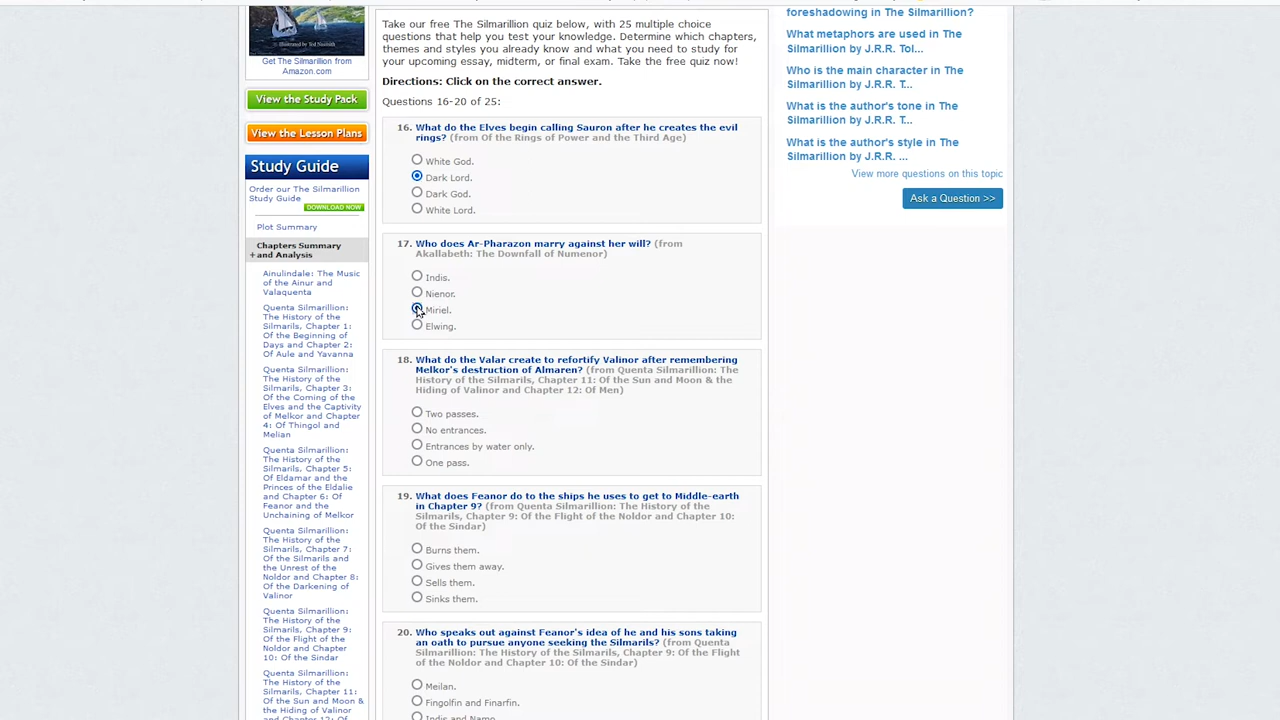 Illustrated by Ted Nasmith
Get The Silmarillion from
Amazon.com
View the Study Pack
View the Lesson Plans
Study Guide
Order our The Silmarillion
Study Guide
DOWNLOAD NOW
Plot Summary
Chapters Summary
+and Analysis
Ainulindale: The Music
of the Ainur and
Valaquenta
Quenta Silmarillion:
The History of the
Silmarils, Chapter 1:
Of the Beginning of
Days and Chapter 2:
Of Aule and Yavanna
Quenta Silmarillion:
The History of the
Silmarils, Chapter 3:
Of the Coming of the
Elves and the Captivity
of Melkor and Chapter
4: Of Thingol and
Melian
Quenta Silmarillion:
The History of the
Silmarils, Chapter 5:
Of Eldamar and the
Princes of the Eldalie
and Chapter 6: Of
Feanor and the
Unchaining of Melkor
Quenta Silmarillion:
The History of the
Silmarils, Chapter 7:
Of the Silmarils and
the Unrest of the
Noldor and Chapter 8:
Of the Darkening of
Valinor
Quenta Silmarillion:
The History of the
Silmarils, Chapter 9:
Of the Flight of the
Noldor and Chapter
10: Of the Sindar
Quenta Silmarillion:
The History of the
Silmarils, Chapter 11:
Of the Sun and Moon &
the Hiding of Valinor
and Chapter 12: Of
Take our free The Silmarillion quiz below, with 25 multiple choice
questions that help you test your knowledge. Determine which chapters,
themes and styles you already know and what you need to study for
your upcoming essay, midterm, or final exam. Take the free quiz now!
Directions: Click on the correct answer.
Questions 16-20 of 25:
16. What do the Elves begin calling Sauron after he creates the evil
rings? (from Of the Rings of Power and the Third Age)
White God.
Dark Lord.
Dark God.
White Lord.
17. Who does Ar-Pharazon marry against her will? (from
Akallabeth: The Downfall of Numenor)
Indis.
Nienor.
Miriel.
Elwing.
18. What do the Valar create to refortify Valinor after remembering
Melkor's destruction of Almaren? (from Quenta Silmarillion: The
History of the Silmarils, Chapter 11: Of the Sun and Moon & the
Hiding of Valinor and Chapter 12: Of Men)
Two passes.
No entrances.
Entrances by water only.
One pass.
19. What does Feanor do to the ships he uses to get to Middle-earth
in Chapter 9? (from Quenta Silmarillion: The History of the
Silmarils, Chapter 9: Of the Flight of the Noldor and Chapter 10:
Of the Sindar)
Burns them.
Gives them away.
Sells them.
Sinks them.
20. Who speaks out against Feanor's idea of he and his sons taking
an oath to pursue anyone seeking the Silmarils? (from Quenta
Silmarillion: The History of the Silmarils, Chapter 9: Of the Flight
of the Noldor and Chapter 10: Of the Sindar)
Meilan.
Fingolfin and Finarfin.
Indis and Namo.
foreshadowing in The Silmarillion?
What metaphors are used in The
Silmarillion by J.R.R. Tol...
Who is the main character in The
Silmarillion by J.R.R. T...
What is the author's tone in The
Silmarillion by J.R.R. T...
What is the author's style in The
Silmarillion by J.R.R. ...
View more questions on this topic
Ask a Question >>